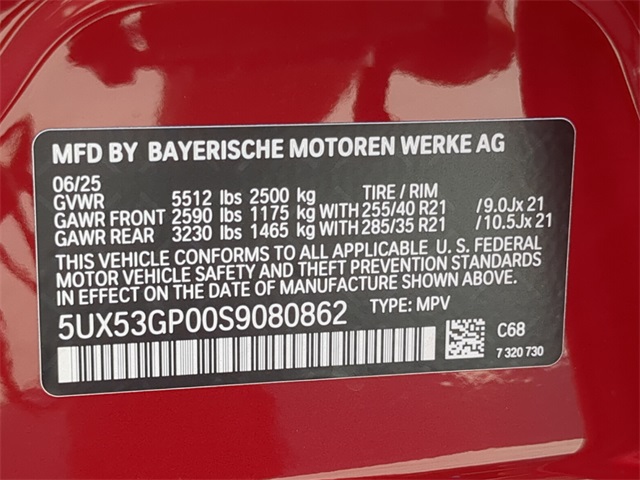 MFD BY BAYERISCHE MOTOREN WERKE AG
06/25
GVWR 5512 lbs 2500 kg TIRE / RIM
GAWR FRONT 2590 lbs 1175 kg WITH 255/40 R21 /9.0Jx 21
GAWR REAR 3230 lbs 1465 kg WITH 285/35 R21 /10.5Jx 21
THIS VEHICLE CONFORMS TO ALL APPLICABLE U. S. FEDERAL
MOTOR VEHICLE SAFETY AND THEFT PREVENTION STANDARDS
IN EFFECT ON THE DATE OF MANUFACTURE SHOWN ABOVE.
5UX53GP00S9080862 TYPE: MPV
C68
7 320 730